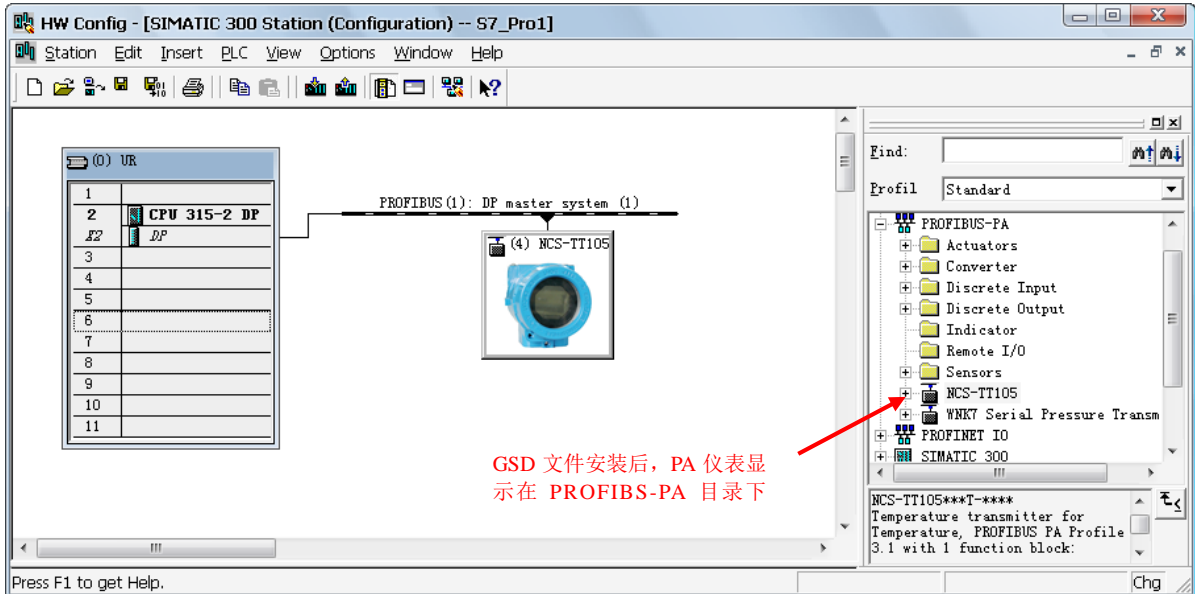 HW Config - [SIMATIC 300 Station (Configuration) -- S7_Pro1]
Station Edit Insert PLC View Options Window Help
(0) UR
1
2 CPU 315-2 DP
X2 DP
3
4
5
6
7
8
9
10
11
PROFIBUS(1): DP master system (1)
(4) NCS-TT105
GSD 文件安装后，PA 仪表显
示在 PROFIBS-PA 目录下
Find:
Profil Standard
PROFIBUS-PA
Actuators
Converter
Discrete Input
Discrete Output
Indicator
Remote I/O
Sensors
NCS-TT105
WNK7 Serial Pressure Transm
PROFINET IO
SIMATIC 300
NCS-TT105***T-****
Temperature transmitter for
Temperature, PROFIBUS PA Profile
3.1 with 1 function block:
Press F1 to get Help.
Chg